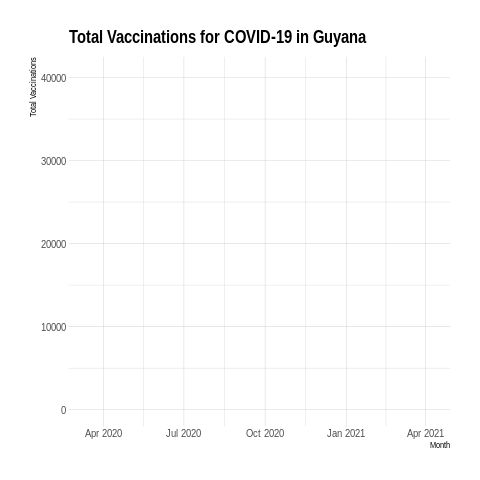 Total Vaccinations for COVID-19 in Guyana
Total Vaccinations
40000
30000
20000
10000
0
Apr 2020 Jul 2020 Oct 2020 Jan 2021 Apr 2021
Month